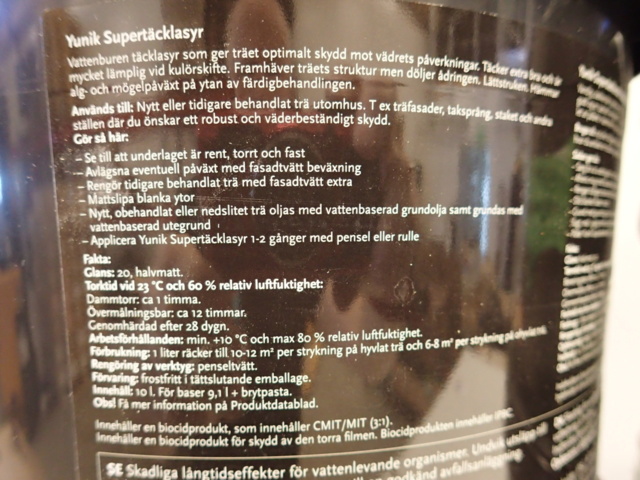 Yunik Supertäcklasyr
Vattenburen täcklasyr som ger träet optimalt skydd mot vädrets påverkningar. Täcker extra bra och är
mycket lämplig vid kulörskifte. Framhäver träets struktur men döljer ådringen. Lättstruken. Hämmar
alg- och mögelpåväxt på ytan av färdigbehandlingen.
Används till: Nytt eller tidigare behandlat trä utomhus. T ex träfasader, taksprång, staket och andra
ställen där du önskar ett robust och väderbeständigt skydd.
Gör så här:
- Se till att underlaget är rent, torrt och fast
- Avlägsna eventuell påväxt med fasadtvätt beväxning
- Rengör tidigare behandlat trä med fasadtvätt extra
- Mattslipa blanka ytor
- Nytt, obehandlat eller nedslitet trä oljas med vattenbaserad grundolja samt grundas med
vattenbaserad utegrund
- Applicera Yunik Supertäcklasyr 1-2 gånger med pensel eller rulle
Fakta:
Glans: 20, halvmatt.
Torktid vid 23 °C och 60 % relativ luftfuktighet:
Dammtorr: ca 1 timma.
Övermålningsbar: ca 12 timmar.
Genomhärdad efter 28 dygn.
Arbetsförhållanden: min. +10 °C och max 80 % relativ luftfuktighet.
Förbrukning: 1 liter räcker till 10-12 m² per strykning på hyvlat trä och 6-8 m² per strykning på ohyvlat trä.
Rengöring av verktyg: penseltvätt.
Förvaring: frostfritt i tättslutande emballage.
Innehåll: 10 l. För baser 9,1 l + brytpasta.
Obs! Få mer information på Produktdatablad.
Innehåller en biocidprodukt, som innehåller CMIT/MIT (3:1).
Innehåller en biocidprodukt för skydd av den torra filmen. Biocidprodukten innehåller IPBC.
SE Skadliga långtidseffekter för vattenlevande organismer. Undvik utsläpp till
godkänd avfallsanläggning.